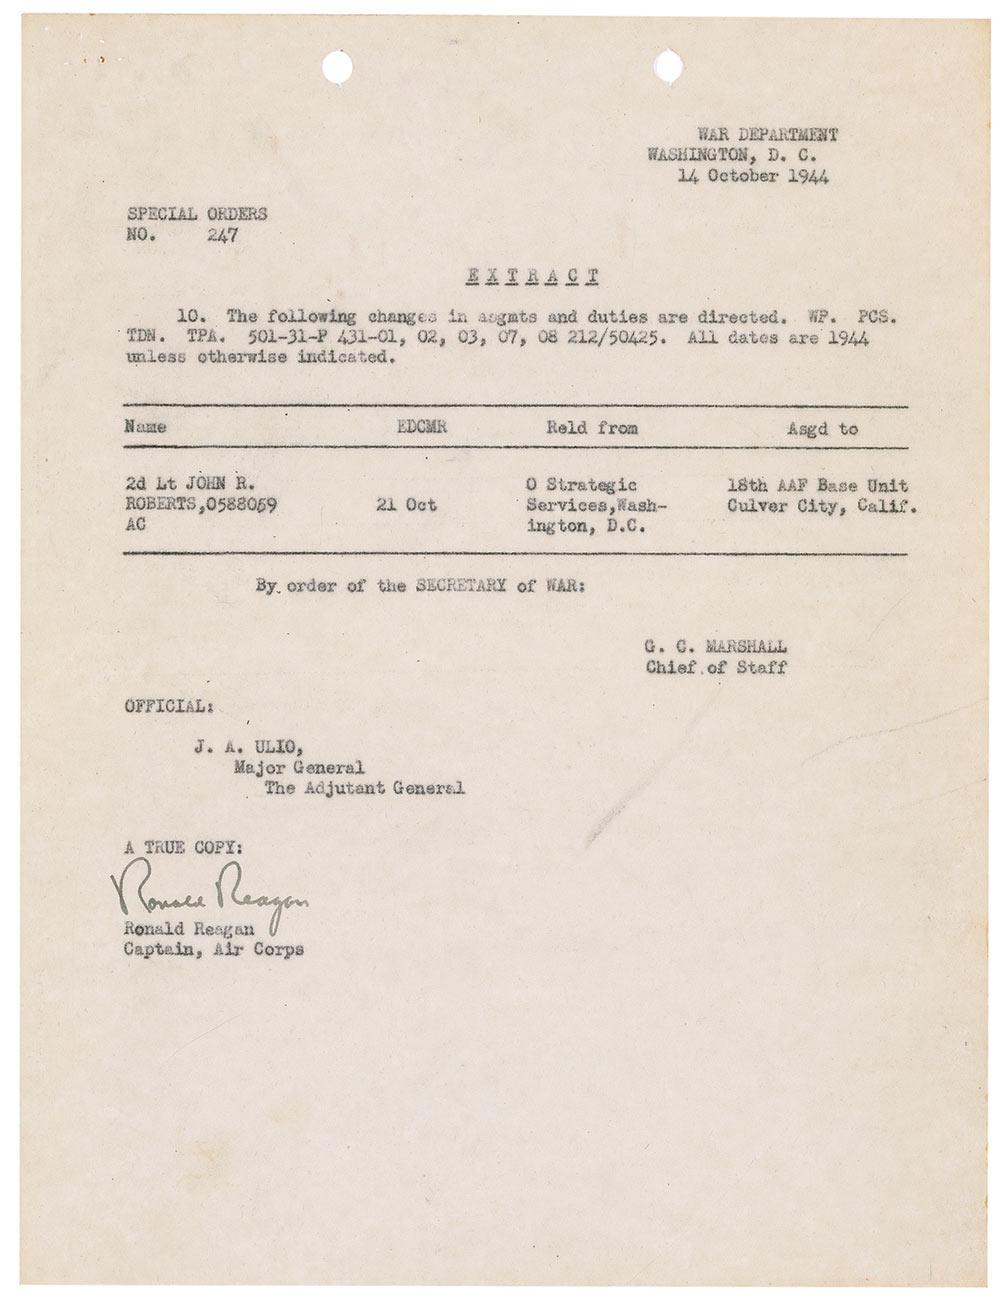 WAR DEPARTMENT
WASHINGTON, D. C.
14 October 1944
SPECIAL ORDERS
NO. 247
E X T R A C T
10. The following changes in asgmts and duties are directed. WP. PCS.
TDN. TPA. 501-31-P 431-01, 02, 03, 07, 08 212/50425. All dates are 1944
unless otherwise indicated.
Name EDCMR Reld from Asgd to
2d Lt JOHN R. O Strategic 18th AAF Base Unit
ROBERTS,0588059 21 Oct Services,Wash- Culver City, Calif.
AC ington, D.C.
By order of the SECRETARY of WAR:
G. C. MARSHALL
Chief of Staff
OFFICIAL:
J. A. ULIO,
Major General
The Adjutant General
A TRUE COPY:
Ronald Reagan
Ronald Reagan
Captain, Air Corps